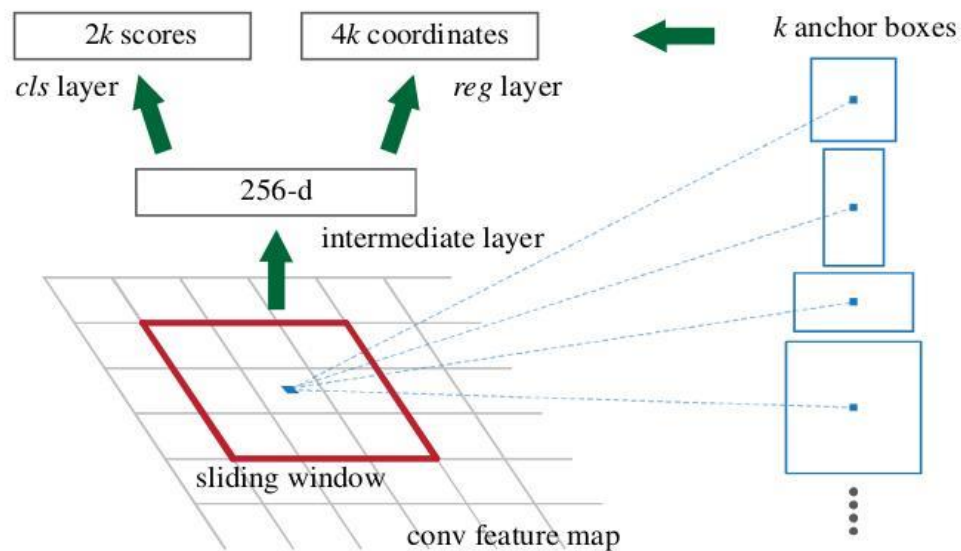 2k scores
4k coordinates
k anchor boxes
cls layer
reg layer
256-d
intermediate layer
sliding window
conv feature map